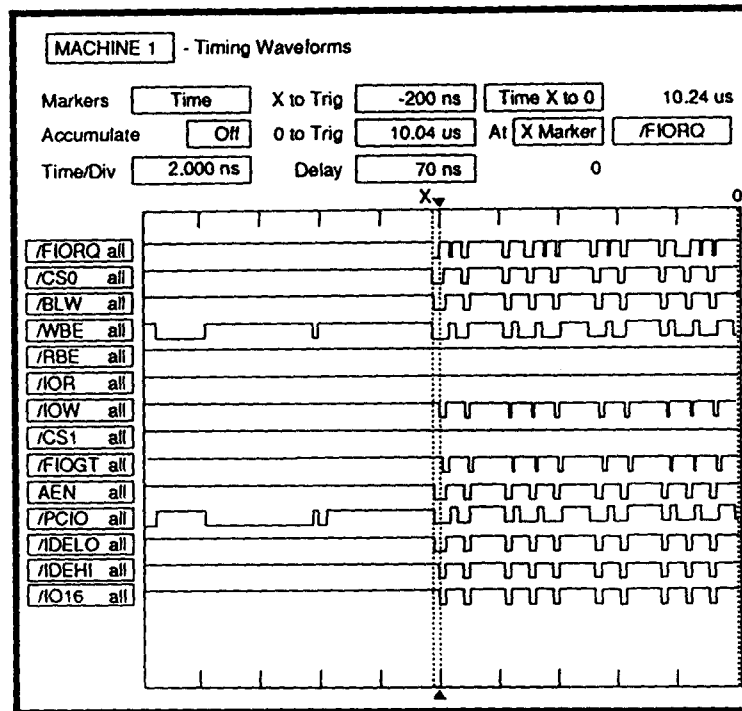 MACHINE 1 - Timing Waveforms
Markers Time X to Trig -200 ns Time X to 0 10.24 us
Accumulate Off 0 to Trig 10.04 us At X Marker /FIORQ
Time/Div 2.000 ns Delay 70 ns 0
X 0
/FIORQ all
/CS0 all
/BLW all
/WBE all
/RBE all
/IOR all
/IOW all
/CS1 all
/FIOGT all
AEN all
/PCIO all
/IDELO all
/IDEHI all
/IO16 all